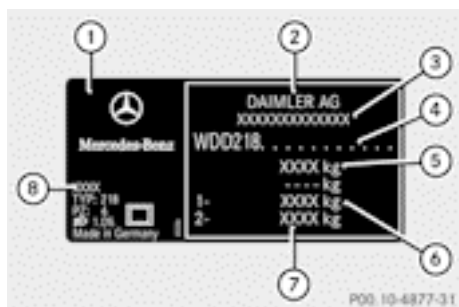 1
2
3
4
5
6
7
8
Mercedes-Benz
XXXX
TYP: 218
Made in Germany
DAIMLER AG
XXXXXXXXXXXXX
WDD218. . . . . . . . . . .
XXXX kg
- - - - kg
1- XXXX kg
2- XXXX kg
P00.10-4877-31